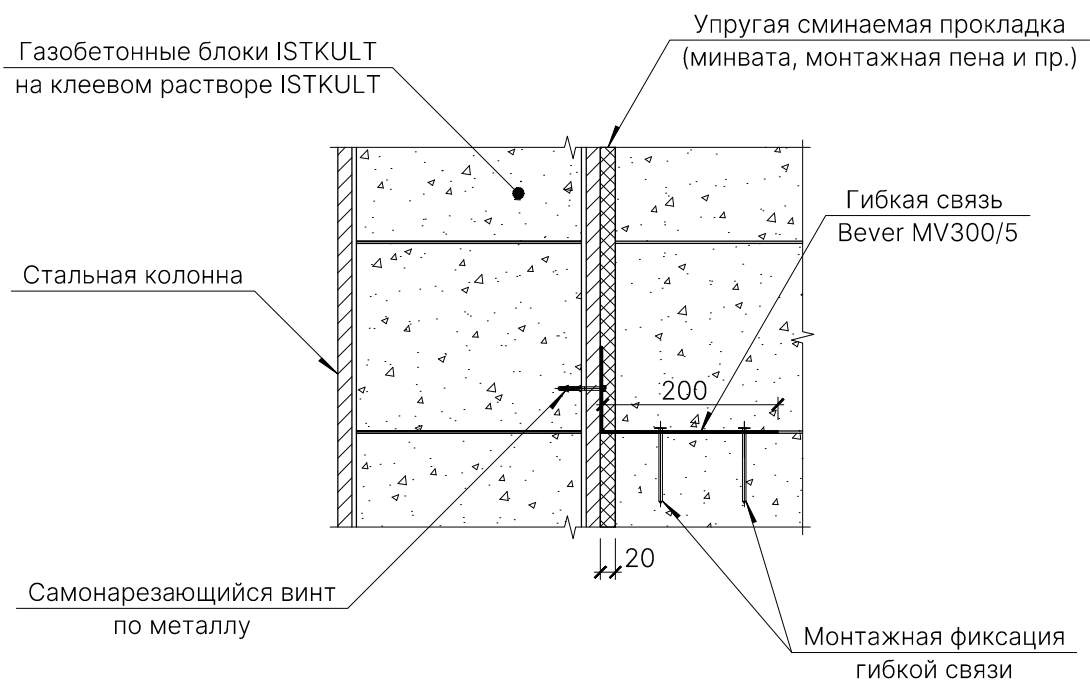 Упругая сминаемая прокладка
(минвата, монтажная пена и пр.)
Газобетонные блоки ISTKULT
на клеевом растворе ISTKULT
Гибкая связь
Bever MV300/5
Стальная колонна
200
20
Самонарезающийся винт
по металлу
Монтажная фиксация
гибкой связи